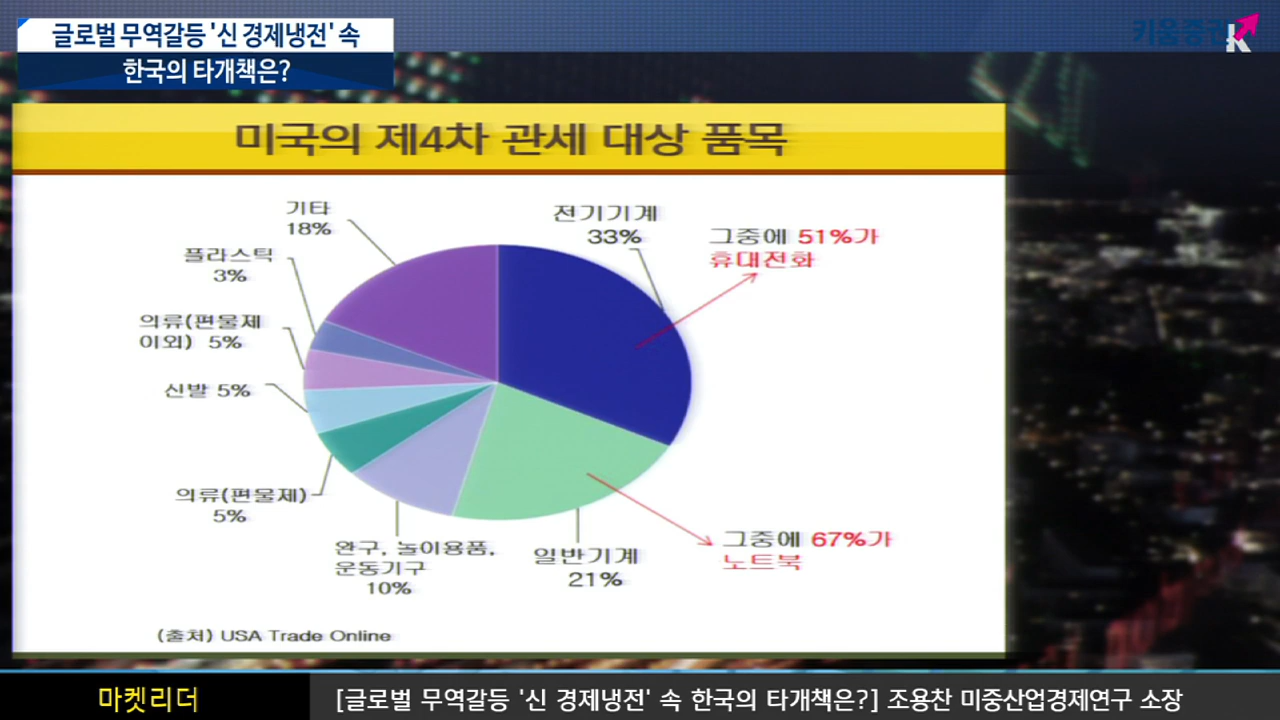 글로벌 무역갈등 '신 경제냉전' 속
한국의 타개책은?
키움증권
미국의 제4차 관세 대상 품목
기타
18%
전기기계
33%
그중에 51%가
휴대전화
플라스틱
3%
의류(편물제
이외) 5%
신발 5%
의류(편물제)
5%
완구, 놀이용품,
운동기구
10%
일반기계
21%
그중에 67%가
노트북
(출처) USA Trade Online
마켓리더
[글로벌 무역갈등 '신 경제냉전' 속 한국의 타개책은?] 조용찬 미중산업경제연구 소장